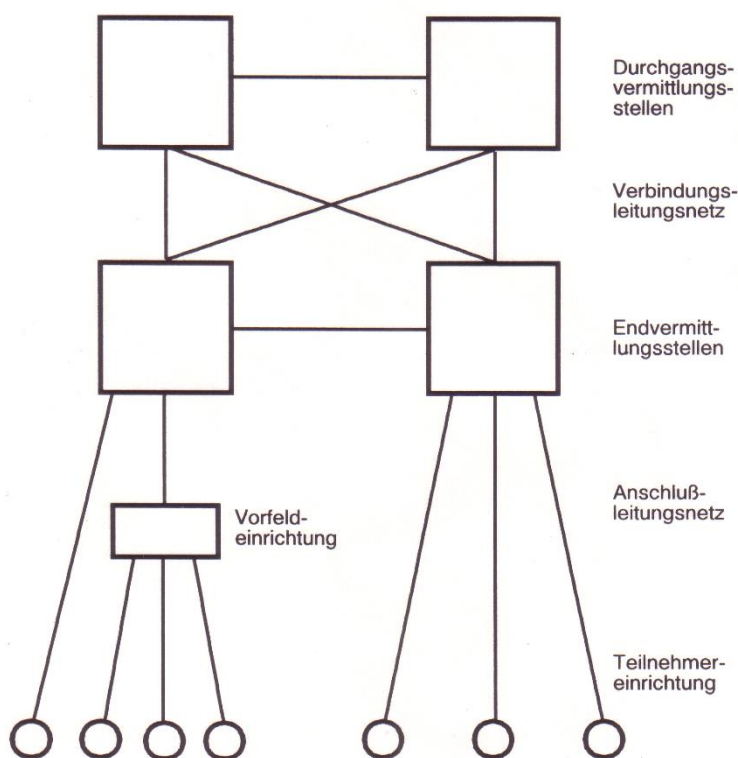 Durchgangs-
vermittlungs-
stellen
Verbindungs-
leitungsnetz
Endvermitt-
lungsstellen
Vorfeld-
einrichtung
Anschluß-
leitungsnetz
Teilnehmer-
einrichtung